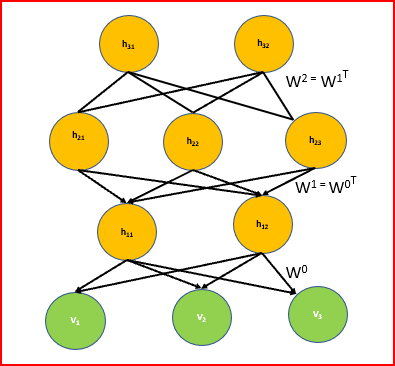 h₃₁ h₃₂
W² = W¹ᵀ
h₂₁ h₂₂ h₂₃
W¹ = W⁰ᵀ
h₁₁ h₁₂
W⁰
V₁ V₂ V₃